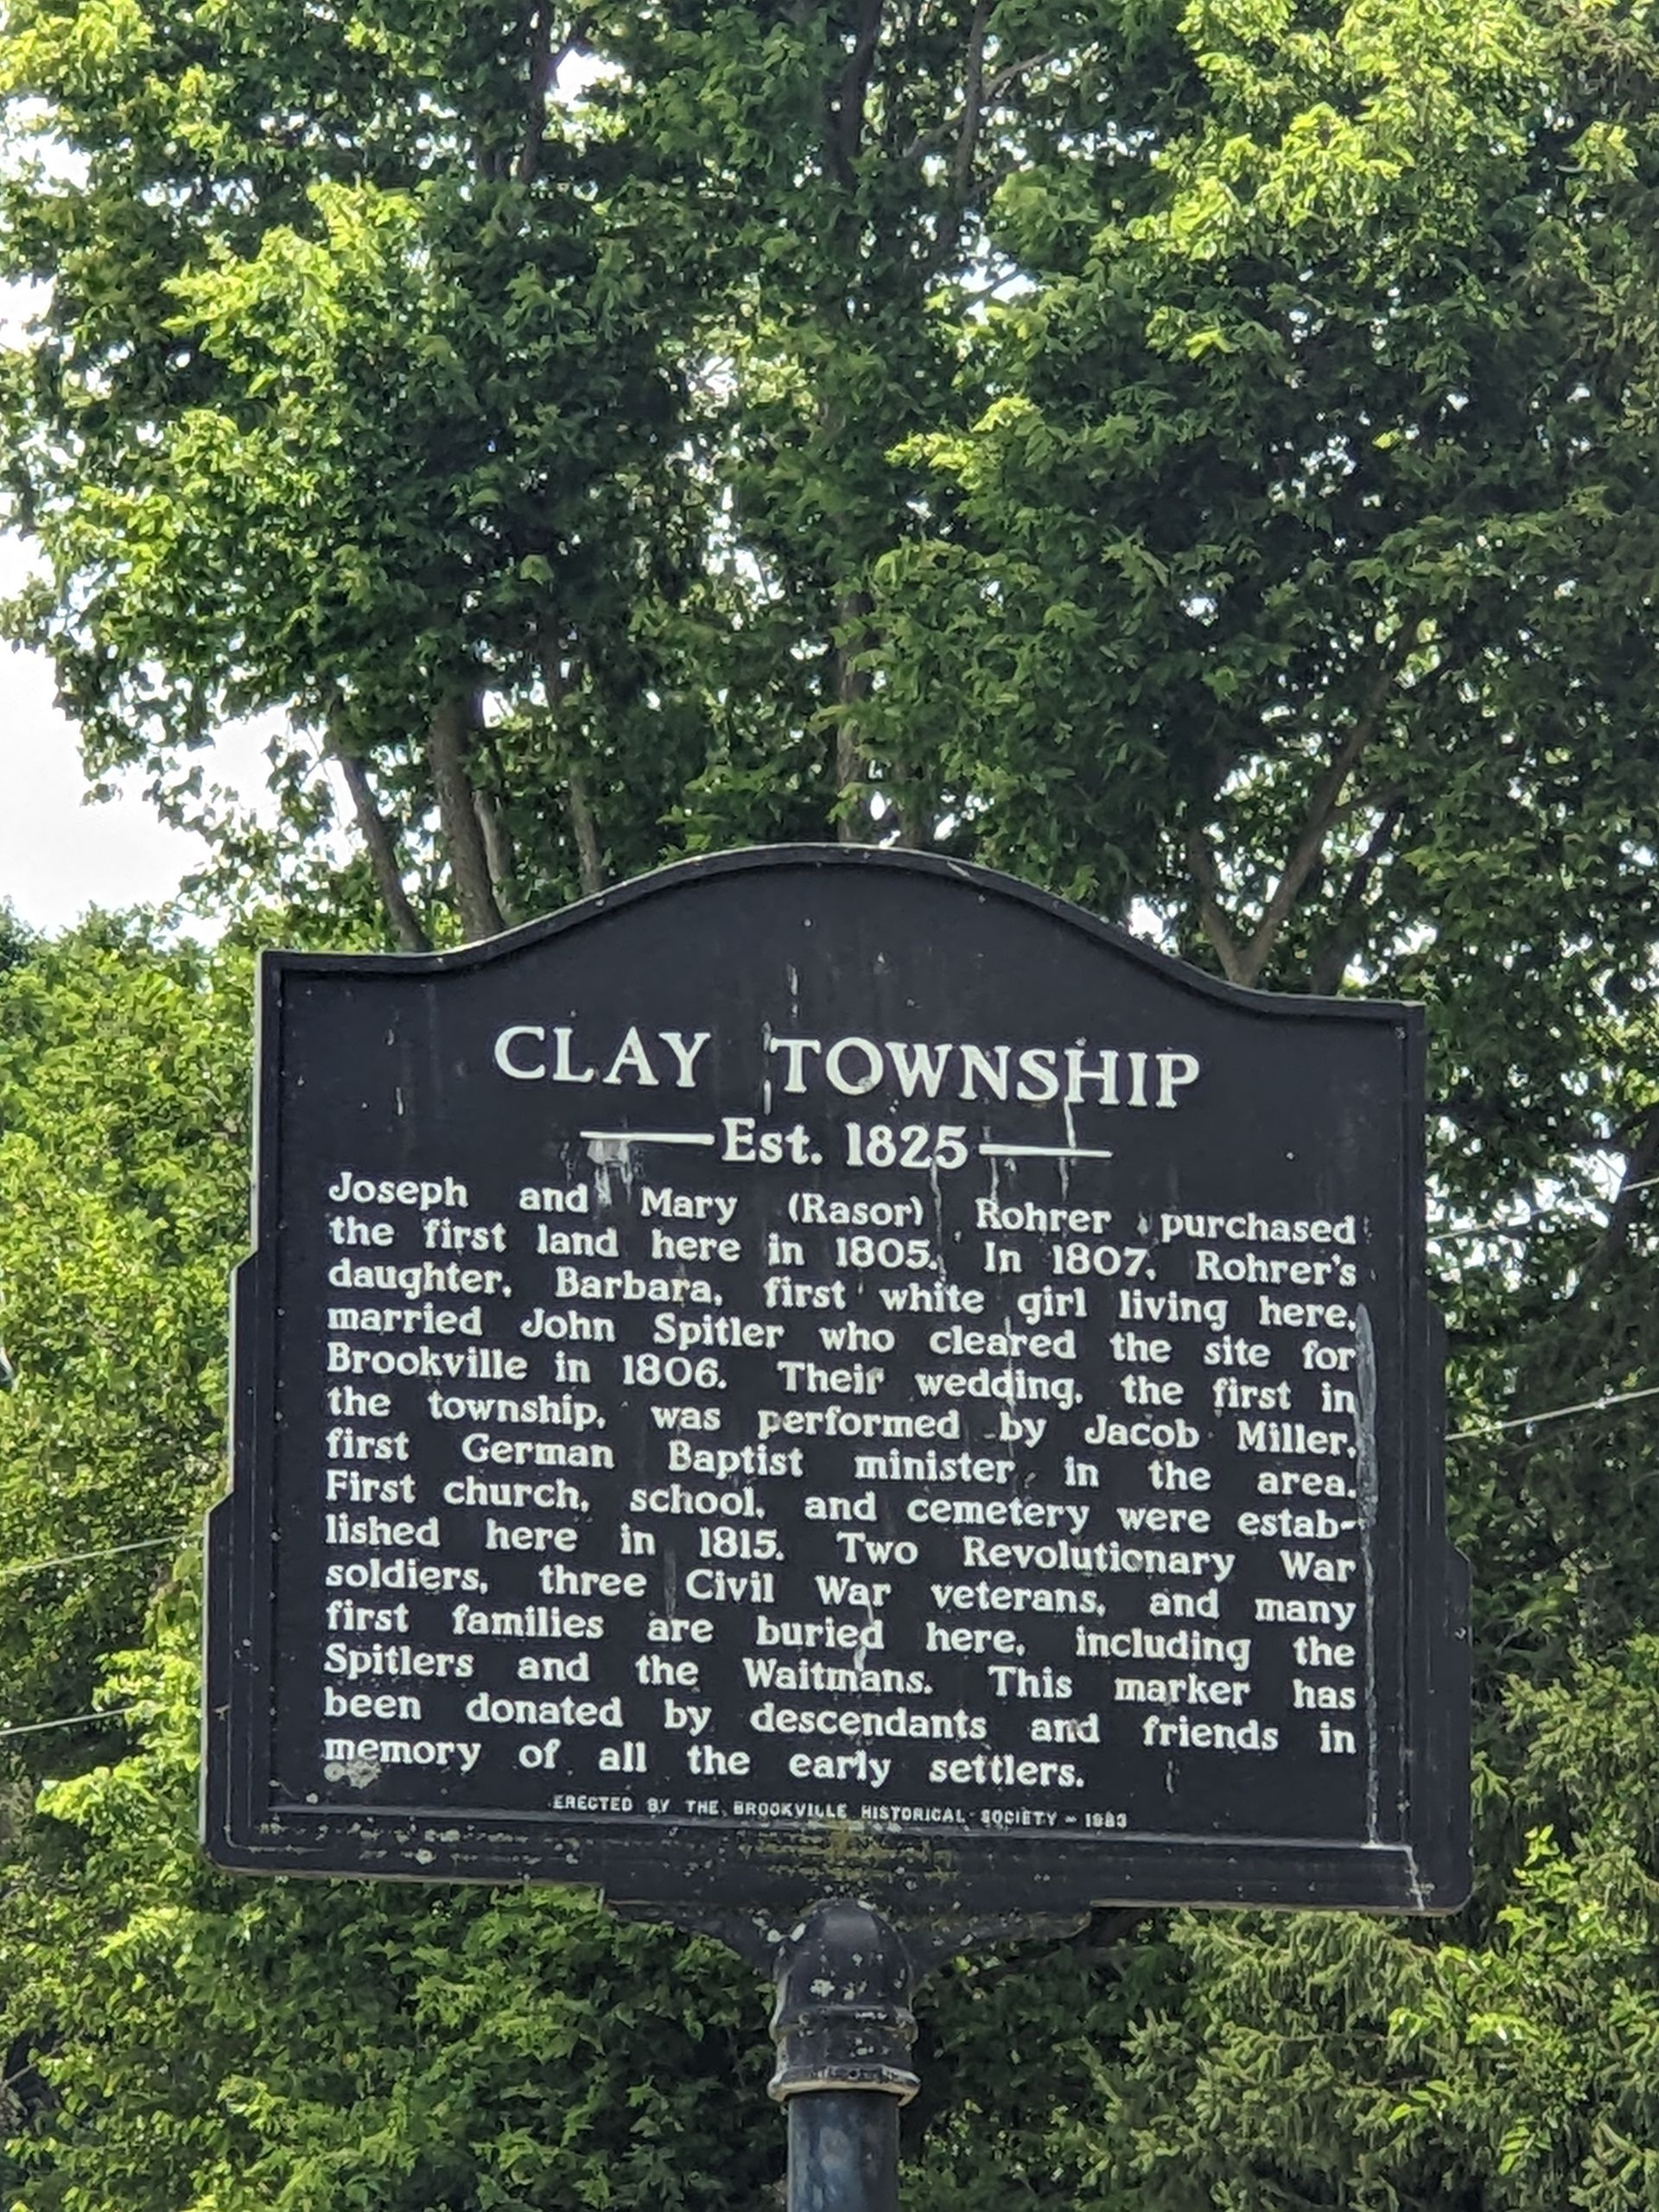 CLAY TOWNSHIP
Est. 1825
Joseph and Mary (Rasor) Rohrer purchased
the first land here in 1805. In 1807, Rohrer's
daughter, Barbara, first white girl living here,
married John Spitler who cleared the site for
Brookville in 1806. Their wedding, the first in
the township, was performed by Jacob Miller,
first German Baptist minister in the area.
First church, school, and cemetery were estab-
lished here in 1815. Two Revolutionary War
soldiers, three Civil War veterans, and many
first families are buried here, including the
Spitlers and the Waitmans. This marker has
been donated by descendants and friends in
memory of all the early settlers.
ERECTED BY THE BROOKVILLE HISTORICAL SOCIETY - 1983